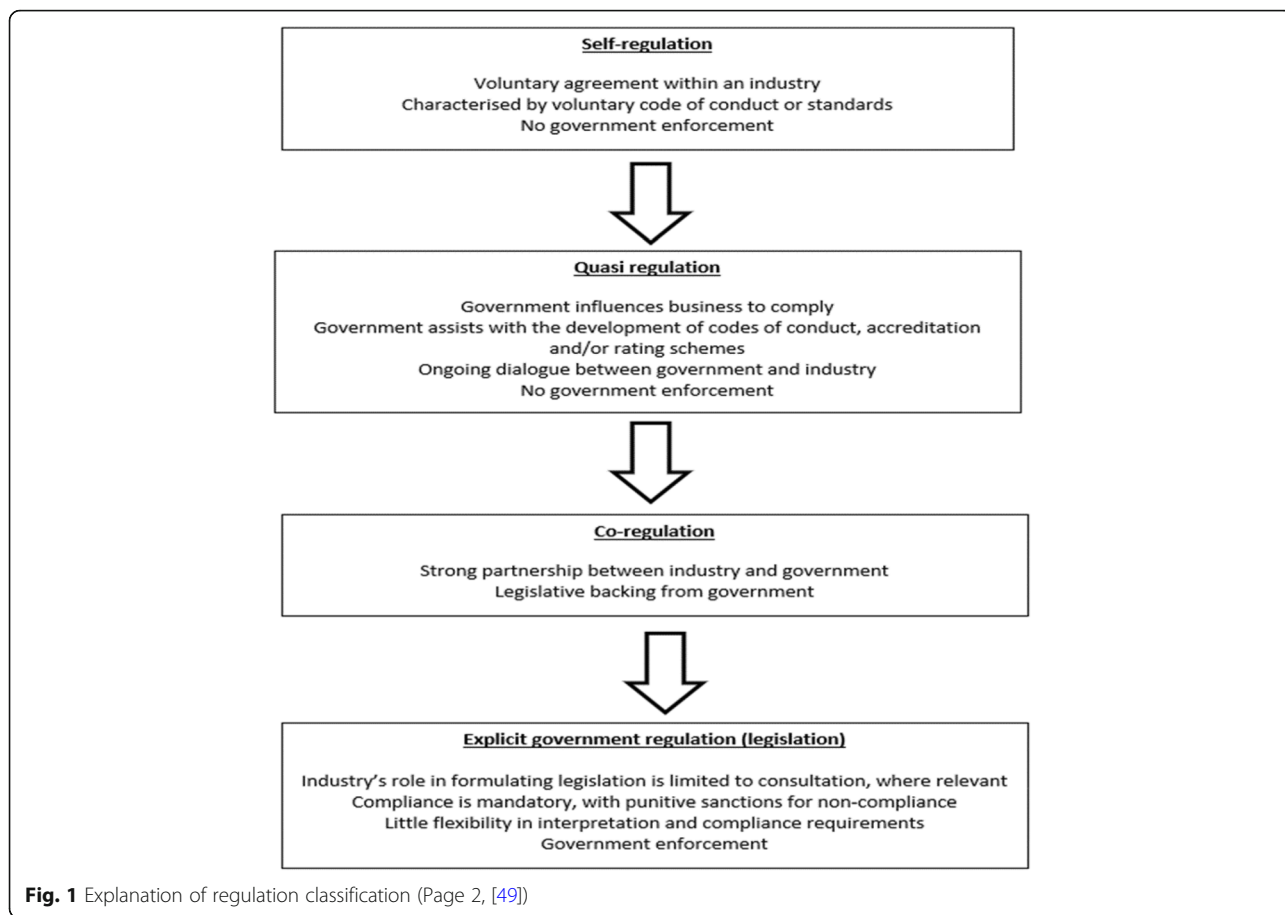 Self-regulation
Voluntary agreement within an industry
Characterised by voluntary code of conduct or standards
No government enforcement
Quasi regulation
Government influences business to comply
Government assists with the development of codes of conduct, accreditation
and/or rating schemes
Ongoing dialogue between government and industry
No government enforcement
Co-regulation
Strong partnership between industry and government
Legislative backing from government
Explicit government regulation (legislation)
Industry's role in formulating legislation is limited to consultation, where relevant
Compliance is mandatory, with punitive sanctions for non-compliance
Little flexibility in interpretation and compliance requirements
Government enforcement
Fig. 1 Explanation of regulation classification (Page 2, [49])